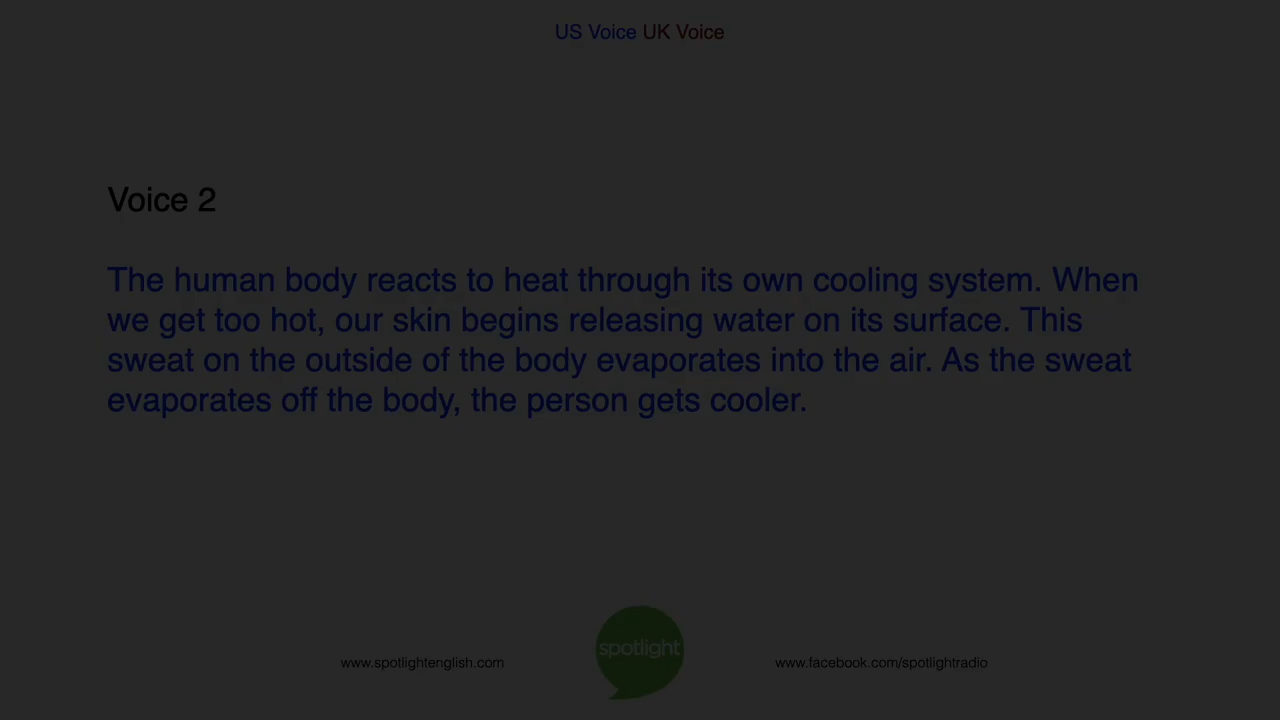 US Voice UK Voice
Voice 2
The human body reacts to heat through its own cooling system. When
we get too hot, our skin begins releasing water on its surface. This
sweat on the outside of the body evaporates into the air. As the sweat
evaporates off the body, the person gets cooler.
spotlight
www.spotlightenglish.com
www.facebook.com/spotlightradio